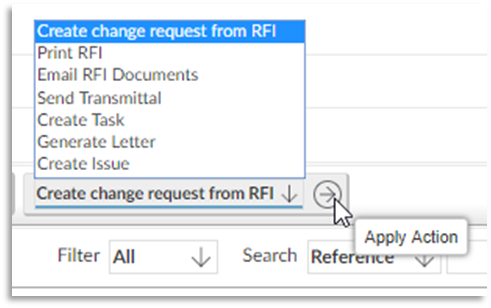 Create change request from RFI
Print RFI
Email RFI Documents
Send Transmittal
Create Task
Generate Letter
Create Issue
Create change request from RFI
Apply Action
Filter All Search Reference